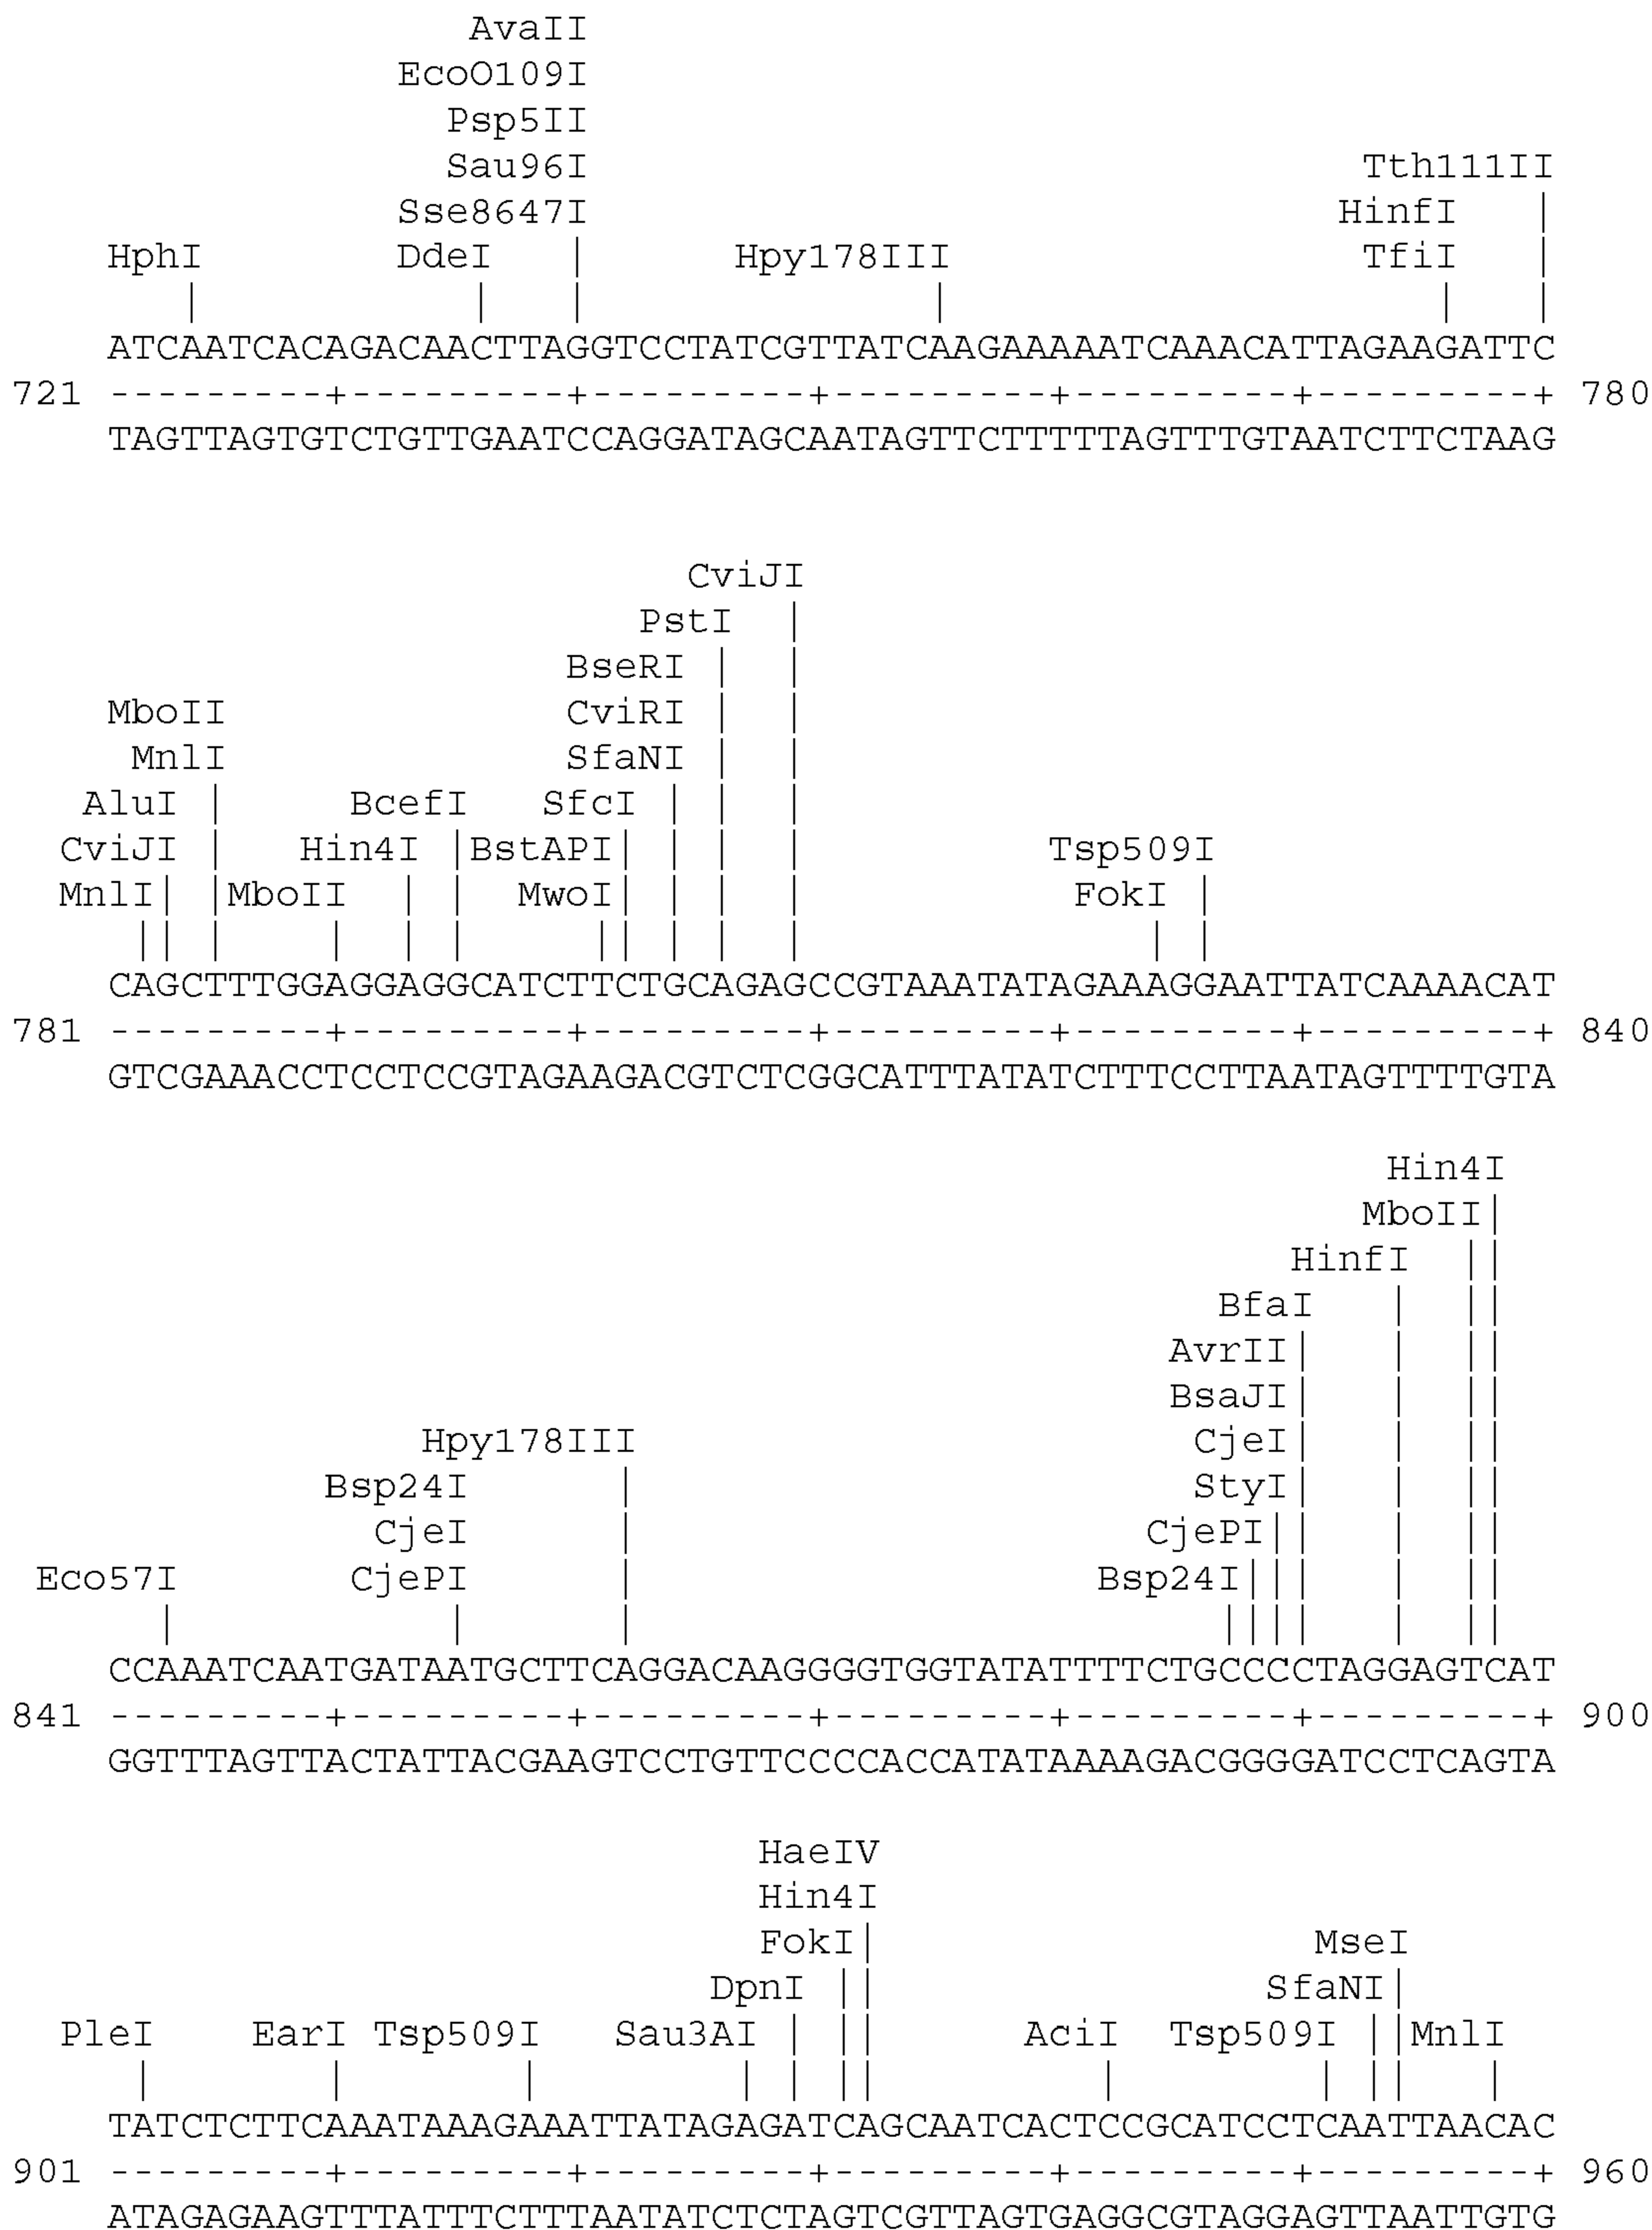 AvaII
EcoO109I
Psp5II
Sau96I Tth111II
Sse8647I HinfI |
HphI DdeI | Hpy178III TfiI |
| | | | | |
ATCAATCACAGACAACTTAGGTCCTATCGTTATCAAGAAAAATCAAACATTAGAAGATTC
721 ---------+---------+---------+---------+---------+---------+ 780
TAGTTAGTGTCTGTTGAATCCAGGATAGCAATAGTTCTTTTTAGTTTGTAATCTTCTAAG
CviJI
PstI |
BseRI | |
MboII CviRI | |
MnlI SfaNI | |
AluI | BcefI SfcI | | |
CviJI | Hin4I |BstAPI| | | | Tsp509I
MnlI| |MboII | | MwoI | | | | FokI |
|| | | | | | | | | | | |
CAGCTTTGGAGGAGGCATCTTCTGCAGAGCCGTAAATATAGAAAGGAATTATCAAAACAT
781 ---------+---------+---------+---------+---------+---------+ 840
GTCGAAACCTCCTCCGTAGAAGACGTCTCGGCATTTATATCTTTCCTTAATAGTTTTGTA
Hin4I
MboII|
HinfI ||
BfaI | ||
AvrII| | ||
BsaJI| | ||
Hpy178III CjeI| | ||
Bsp24I | StyI| | ||
CjeI | CjePI|| | ||
Eco57I CjePI | Bsp24I||| | ||
| | | |||| | ||
CCAAATCAATGATAATGCTTCAGGACAAGGGGTGGTATATTTTCTGCCCCTAGGAGTCAT
841 ---------+---------+---------+---------+---------+---------+ 900
GGTTTAGTTACTATTACGAAGTCCTGTTCCCCACCATATAAAAGACGGGGATCCTCAGTA
HaeIV
Hin4I
FokI| MseI
DpnI || SfaNI|
PleI EarI Tsp509I Sau3AI | || AciI Tsp509I ||MnlI
| | | | | || | | || |
TATCTCTTCAAATAAAGAAATTATAGAGATCAGCAATCACTCCGCATCCTCAATTAACAC
901 ---------+---------+---------+---------+---------+---------+ 960
ATAGAGAAGTTTATTTCTTTAATATCTCTAGTCGTTAGTGAGGCGTAGGAGTTAATTGTG